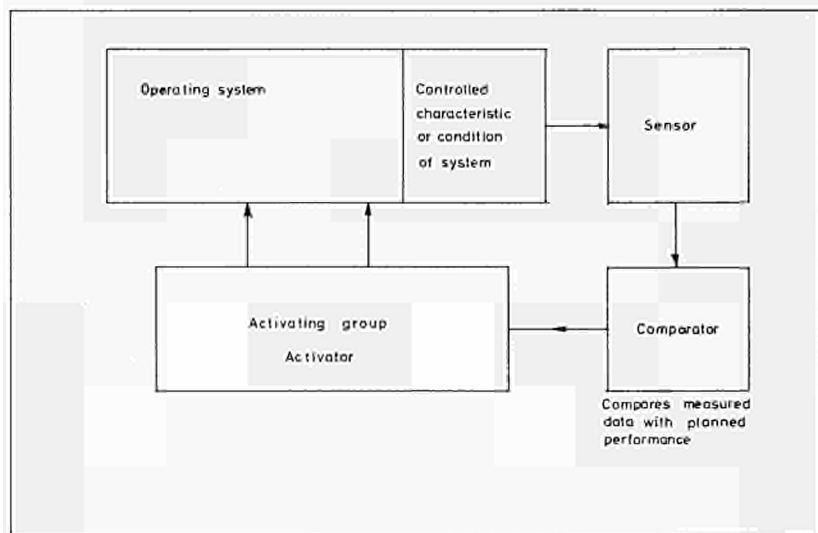 Operating system
Controlled
characteristic
or condition
of system
Sensor
Activating group
Activator
Comparator
Compares measured
data with planned
performance